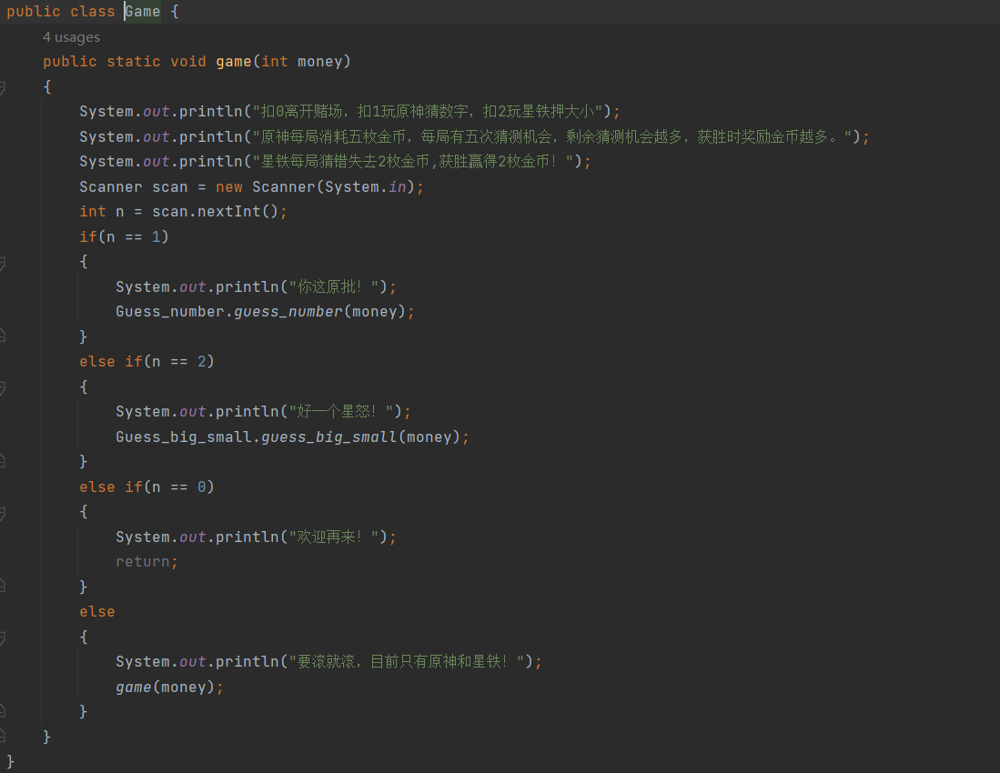 public class Game {
4 usages
public static void game(int money)
{
System.out.println("扣0离开赌场，扣1玩原神猜数字，扣2玩星铁押大小");
System.out.println("原神每局消耗五枚金币，每局有五次猜测机会，剩余猜测机会越多，获胜时奖励金币越多。");
System.out.println("星铁每局猜错失去2枚金币,获胜赢得2枚金币！");
Scanner scan = new Scanner(System.in);
int n = scan.nextInt();
if(n == 1)
{
System.out.println("你这原批！");
Guess_number.guess_number(money);
}
else if(n == 2)
{
System.out.println("好一个星怒！");
Guess_big_small.guess_big_small(money);
}
else if(n == 0)
{
System.out.println("欢迎再来！");
return;
}
else
{
System.out.println("要滚就滚，目前只有原神和星铁！");
game(money);
}
}
}